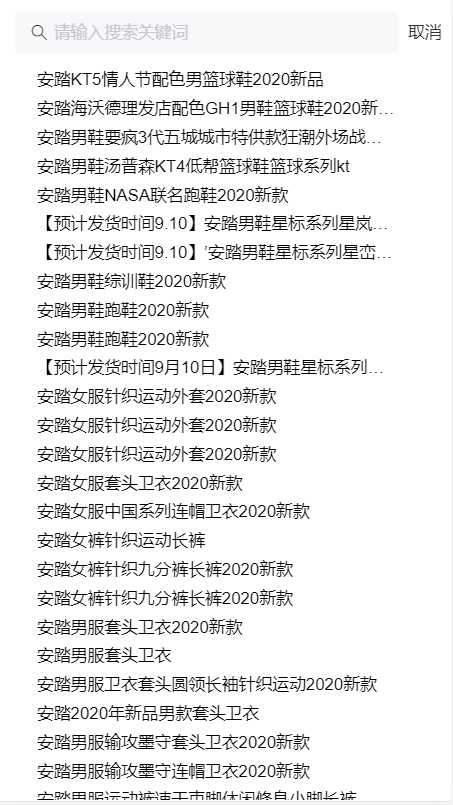 请输入搜索关键词 取消
安踏KT5情人节配色男篮球鞋2020新品
安踏海沃德理发店配色GH1男鞋篮球鞋2020新…
安踏男鞋要疯3代五城城市特供款狂潮外场战…
安踏男鞋汤普森KT4低帮篮球鞋篮球系列kt
安踏男鞋NASA联名跑鞋2020新款
【预计发货时间9.10】安踏男鞋星标系列星岚…
【预计发货时间9.10】’安踏男鞋星标系列星峦…
安踏男鞋综训鞋2020新款
安踏男鞋跑鞋2020新款
安踏男鞋跑鞋2020新款
【预计发货时间9月10日】安踏男鞋星标系列…
安踏女服针织运动外套2020新款
安踏女服针织运动外套2020新款
安踏女服针织运动外套2020新款
安踏女服套头卫衣2020新款
安踏女服中国系列连帽卫衣2020新款
安踏女裤针织运动长裤
安踏女裤针织九分裤长裤2020新款
安踏女裤针织九分裤长裤2020新款
安踏男服套头卫衣2020新款
安踏男服套头卫衣
安踏男服卫衣套头圆领长袖针织运动2020新款
安踏2020年新品男款套头卫衣
安踏男服输攻墨守套头卫衣2020新款
安踏男服输攻墨守连帽卫衣2020新款
安踏男服运动裤速干束脚休闲修身小脚长裤